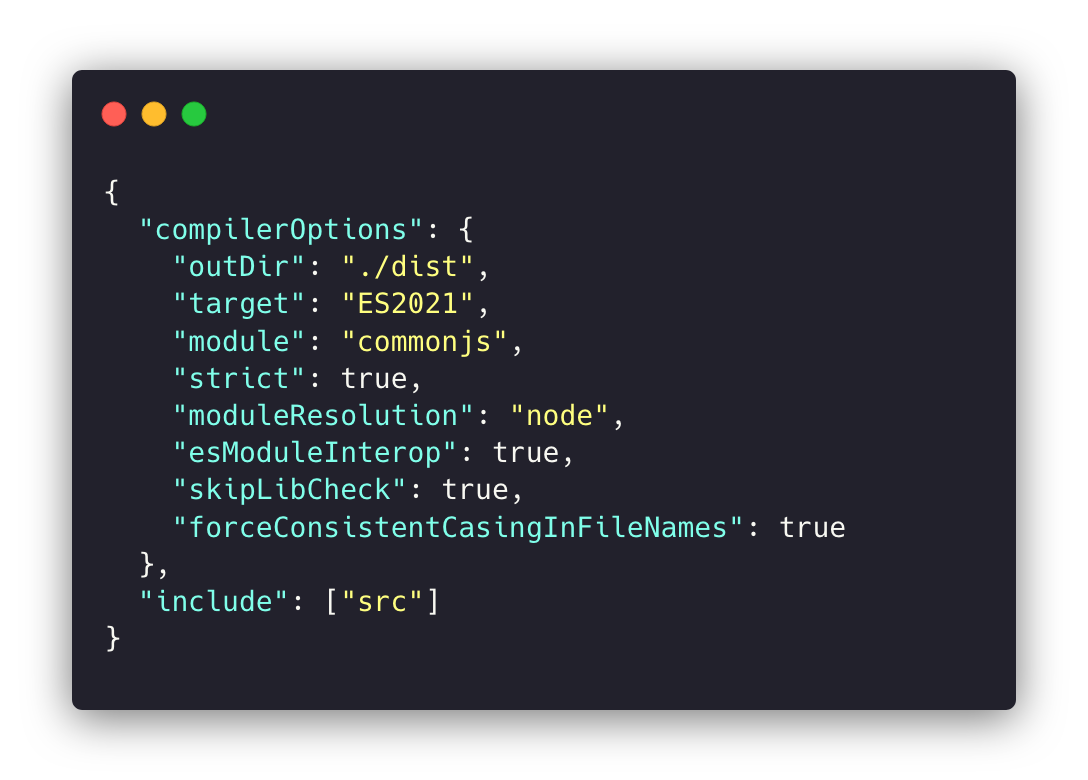 {
  "compilerOptions": {
    "outDir": "./dist",
    "target": "ES2021",
    "module": "commonjs",
    "strict": true,
    "moduleResolution": "node",
    "esModuleInterop": true,
    "skipLibCheck": true,
    "forceConsistentCasingInFileNames": true
  },
  "include": ["src"]
}